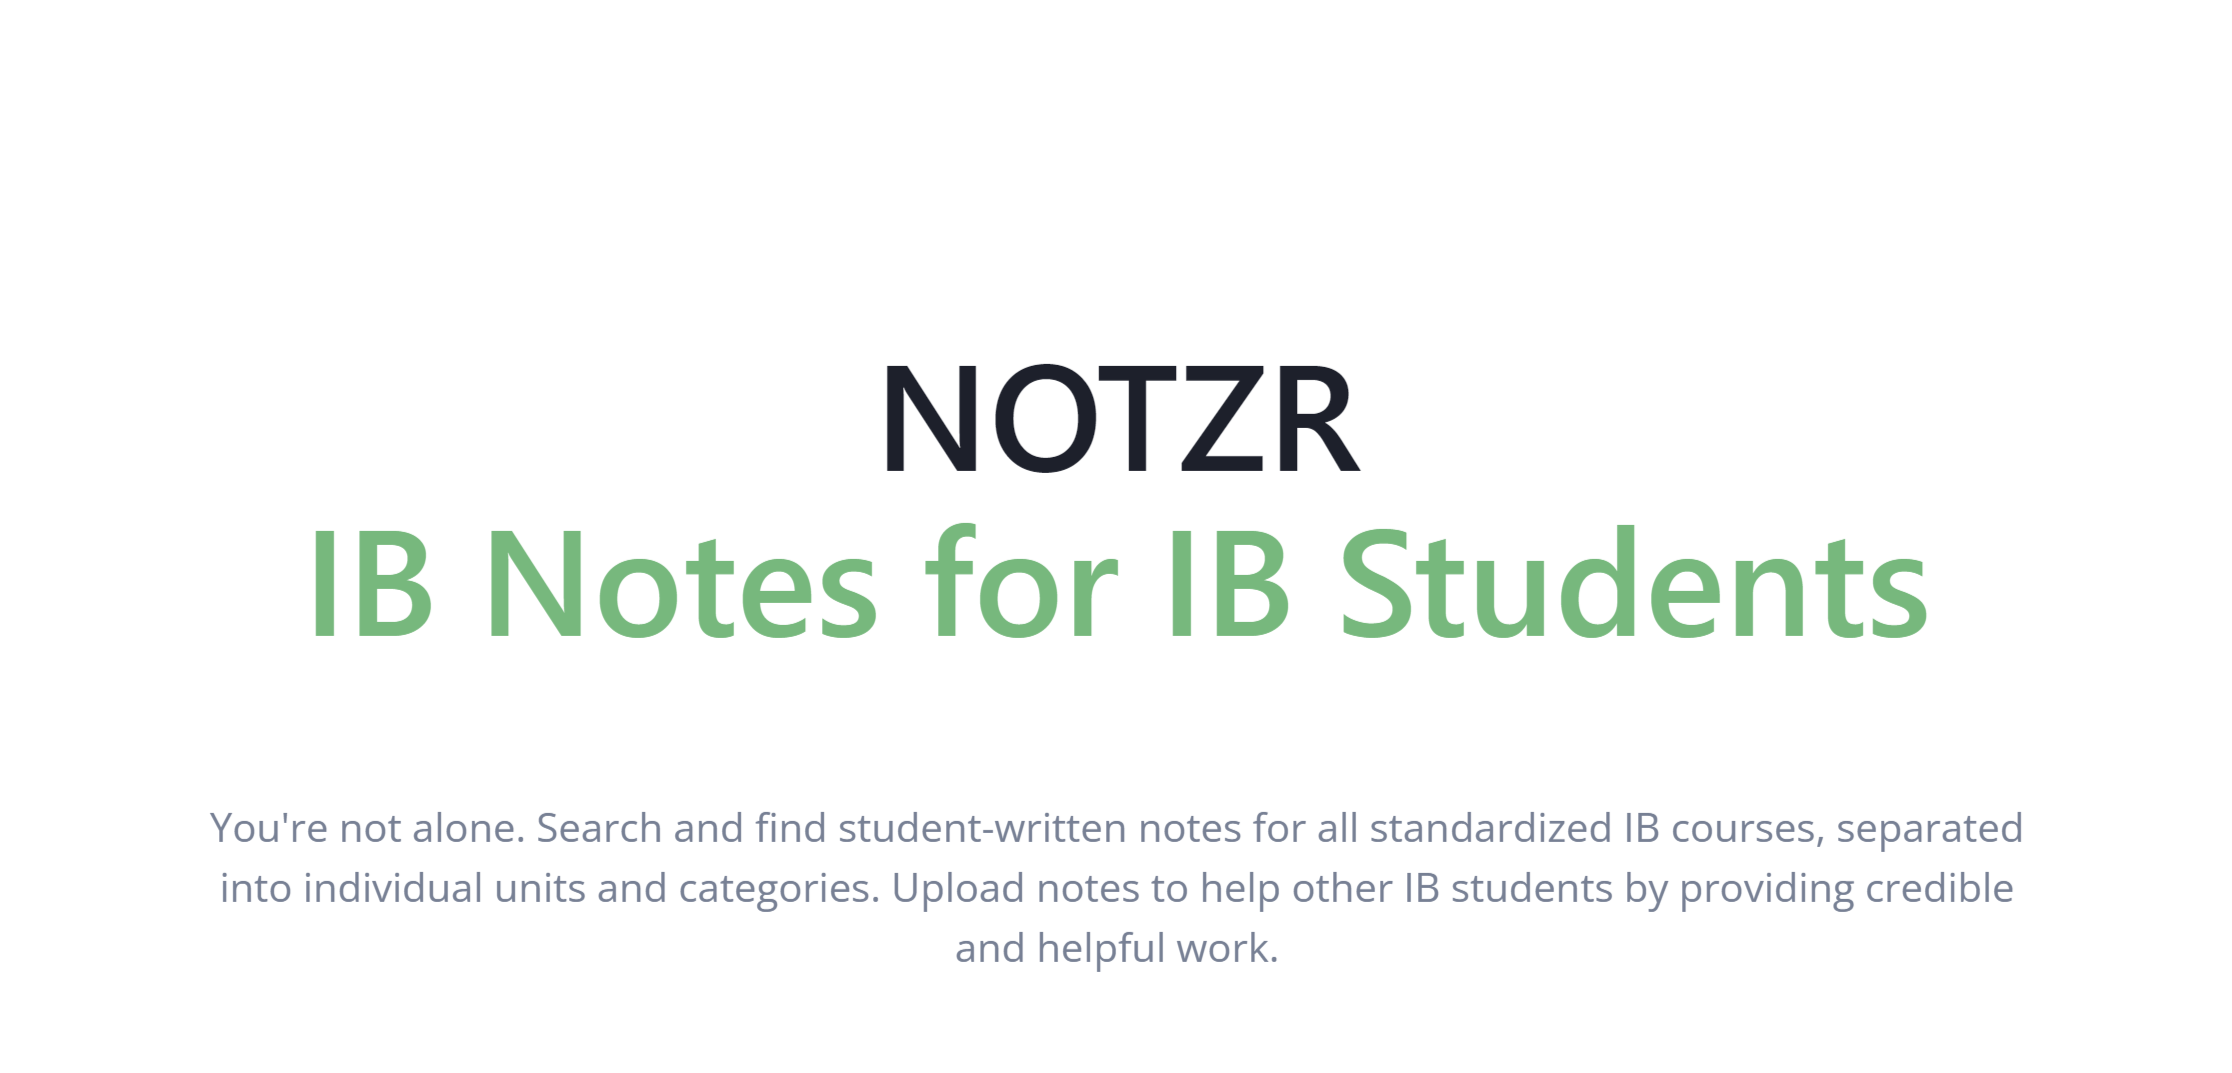 NOTZR
IB Notes for IB Students
You're not alone. Search and find student-written notes for all standardized IB courses, separated
into individual units and categories. Upload notes to help other IB students by providing credible
and helpful work.